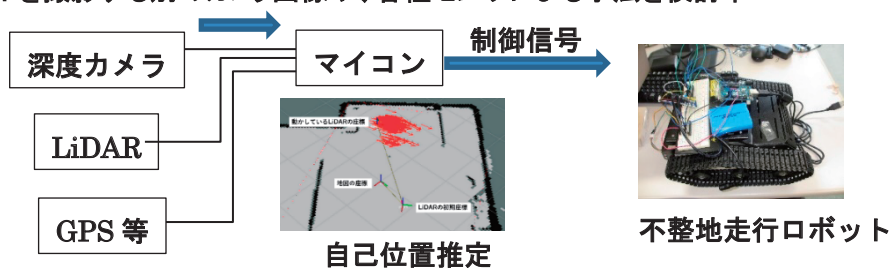 深度カメラ
マイコン
制御信号
LiDAR
GPS 等
動かしているLiDARの座標
地図の座標
LiDARの初期座標
自己位置推定
不整地走行ロボット